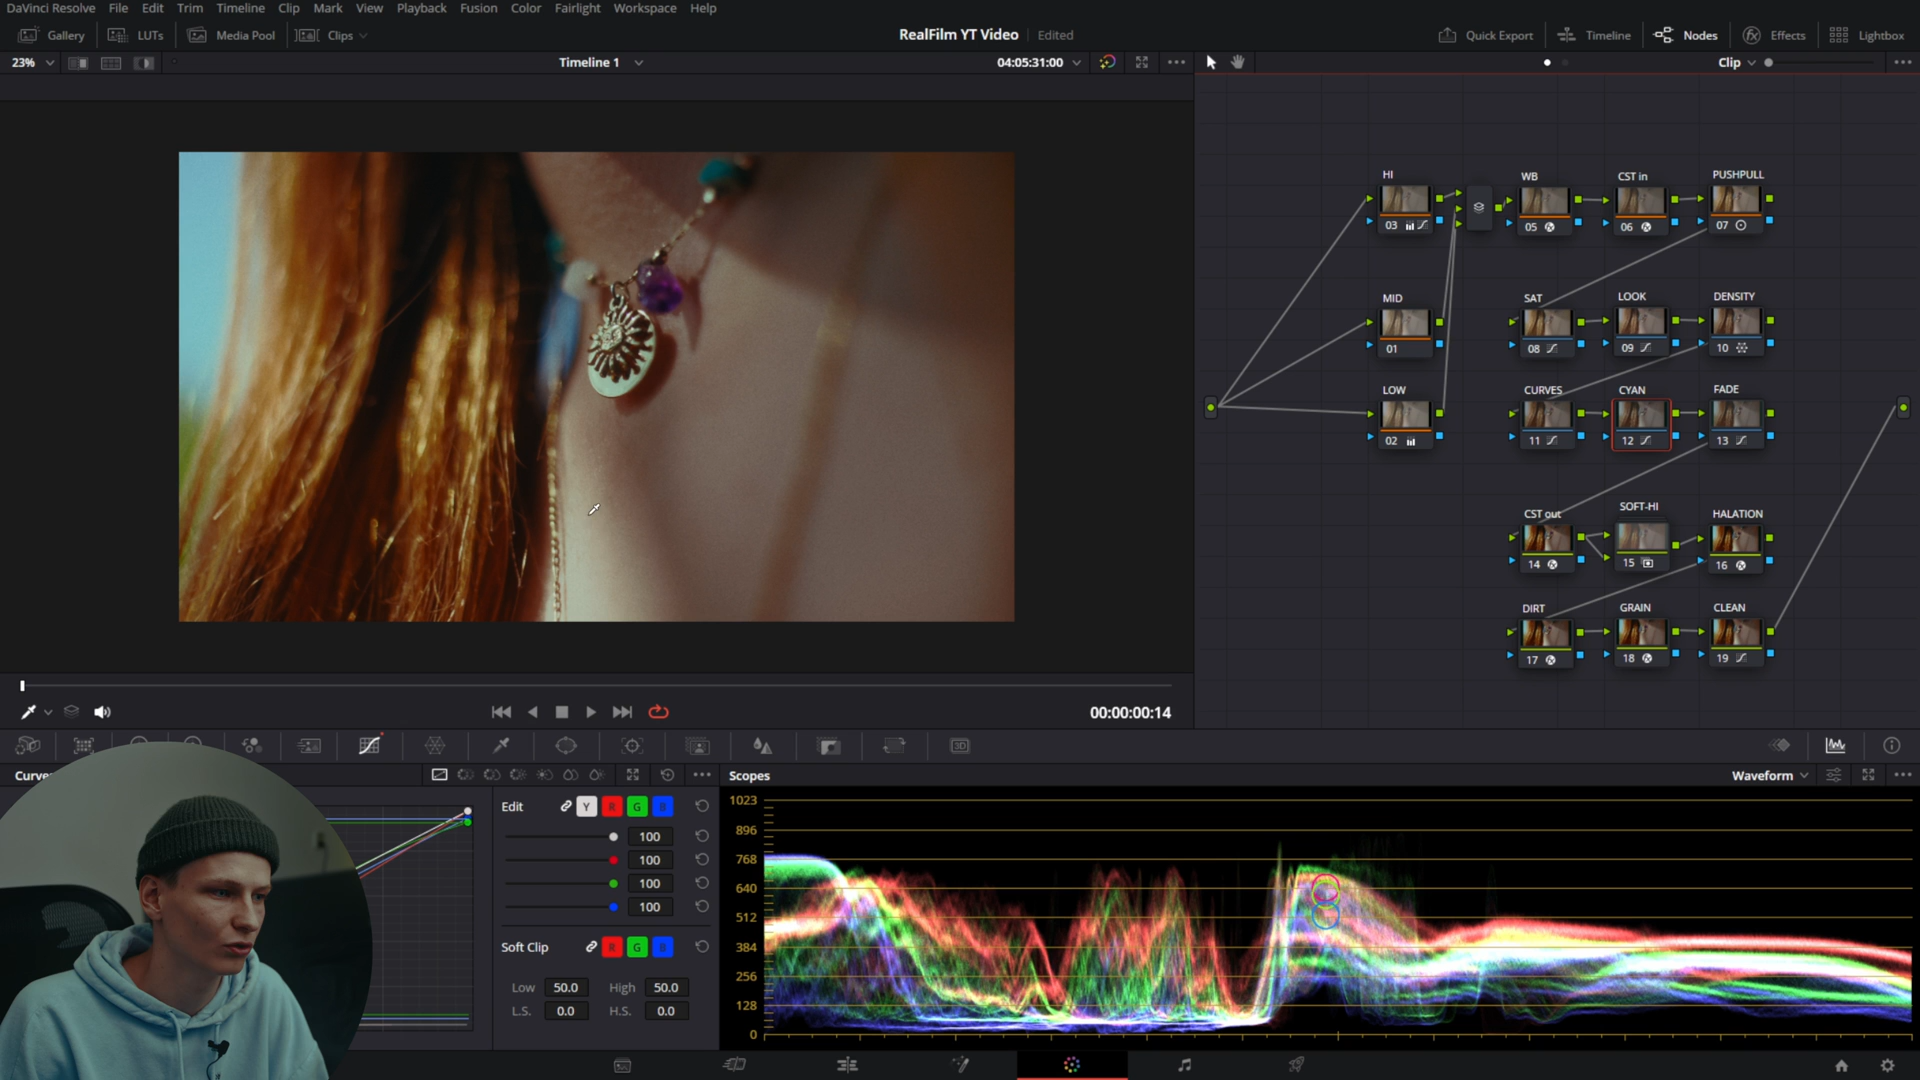 DaVinci Resolve File Edit Trim Timeline Clip Mark View Playback Fusion Color Fairlight Workspace Help
Gallery LUTs Media Pool Clips RealFilm YT Video Edited Quick Export Timeline Nodes Effects Lightbox
23% Timeline 1 04:05:31:00 Clip
HI WB CST in PUSHPULL
03 05 06 07
MID SAT LOOK DENSITY
01 08 09 10
LOW CURVES CYAN FADE
02 11 12 13
CST out SOFT-HI HALATION
14 15 16
DIRT GRAIN CLEAN
17 18 19
00:00:00:14
3D
Scopes Waveform
Edit Y R G B
100
100
100
100
Soft Clip R G B
Low 50.0 High 50.0
L.S. 0.0 H.S. 0.0
1023
896
768
640
512
384
256
128
0